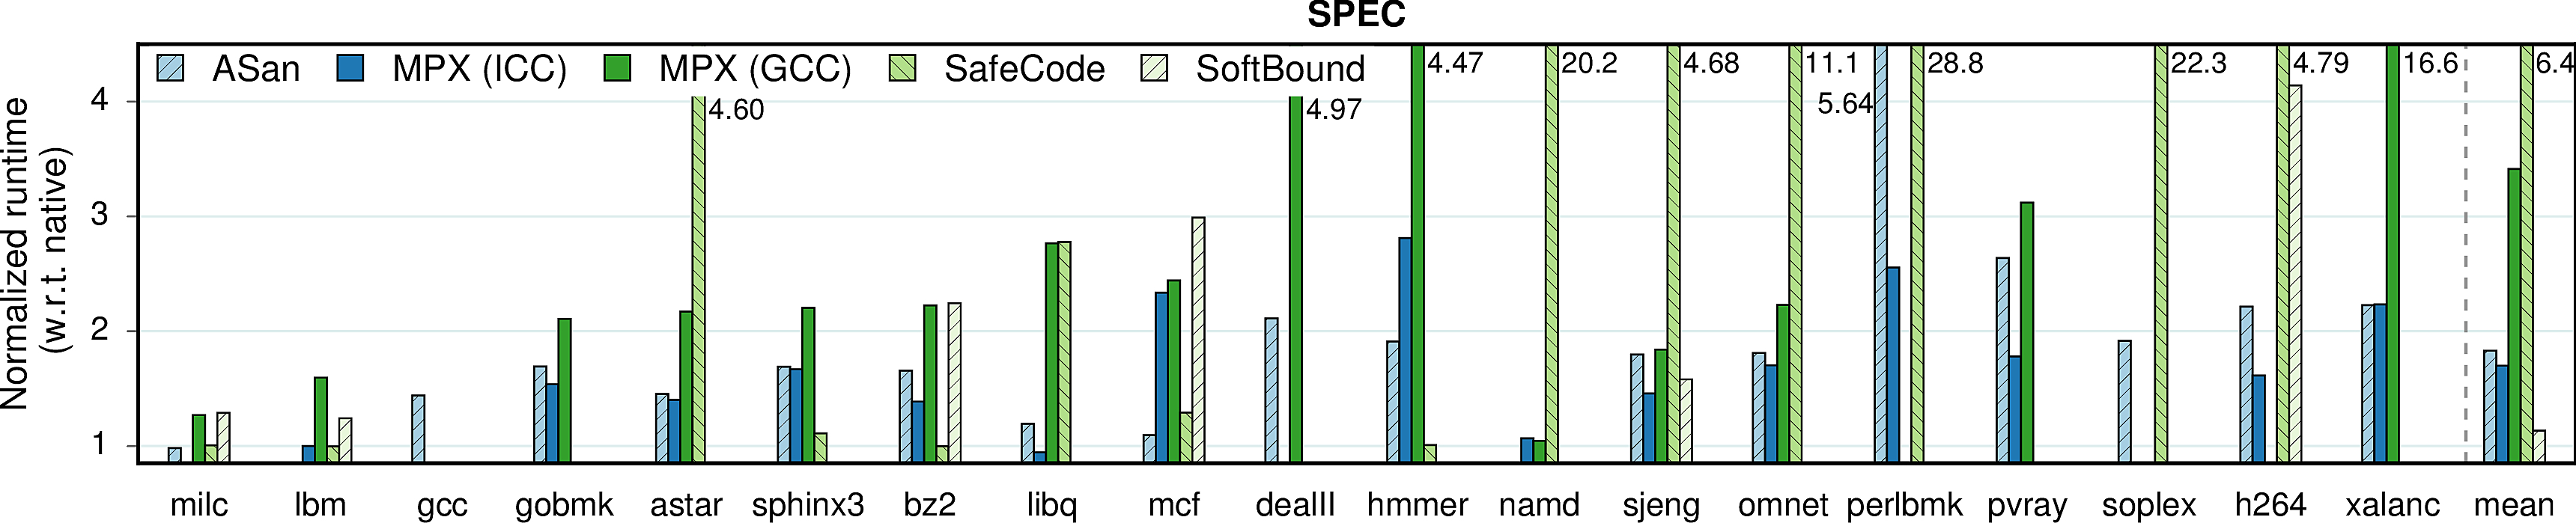 SPEC
ASan MPX (ICC) MPX (GCC) SafeCode SoftBound
4.47 20.2 4.68 11.1 28.8 22.3 4.79 16.6 6.4
4.60 4.97 5.64
Normalized runtime
(w.r.t. native)
4
3
2
1
milc lbm gcc gobmk astar sphinx3 bz2 libq mcf dealII hmmer namd sjeng omnet perlbmk pvray soplex h264 xalanc mean